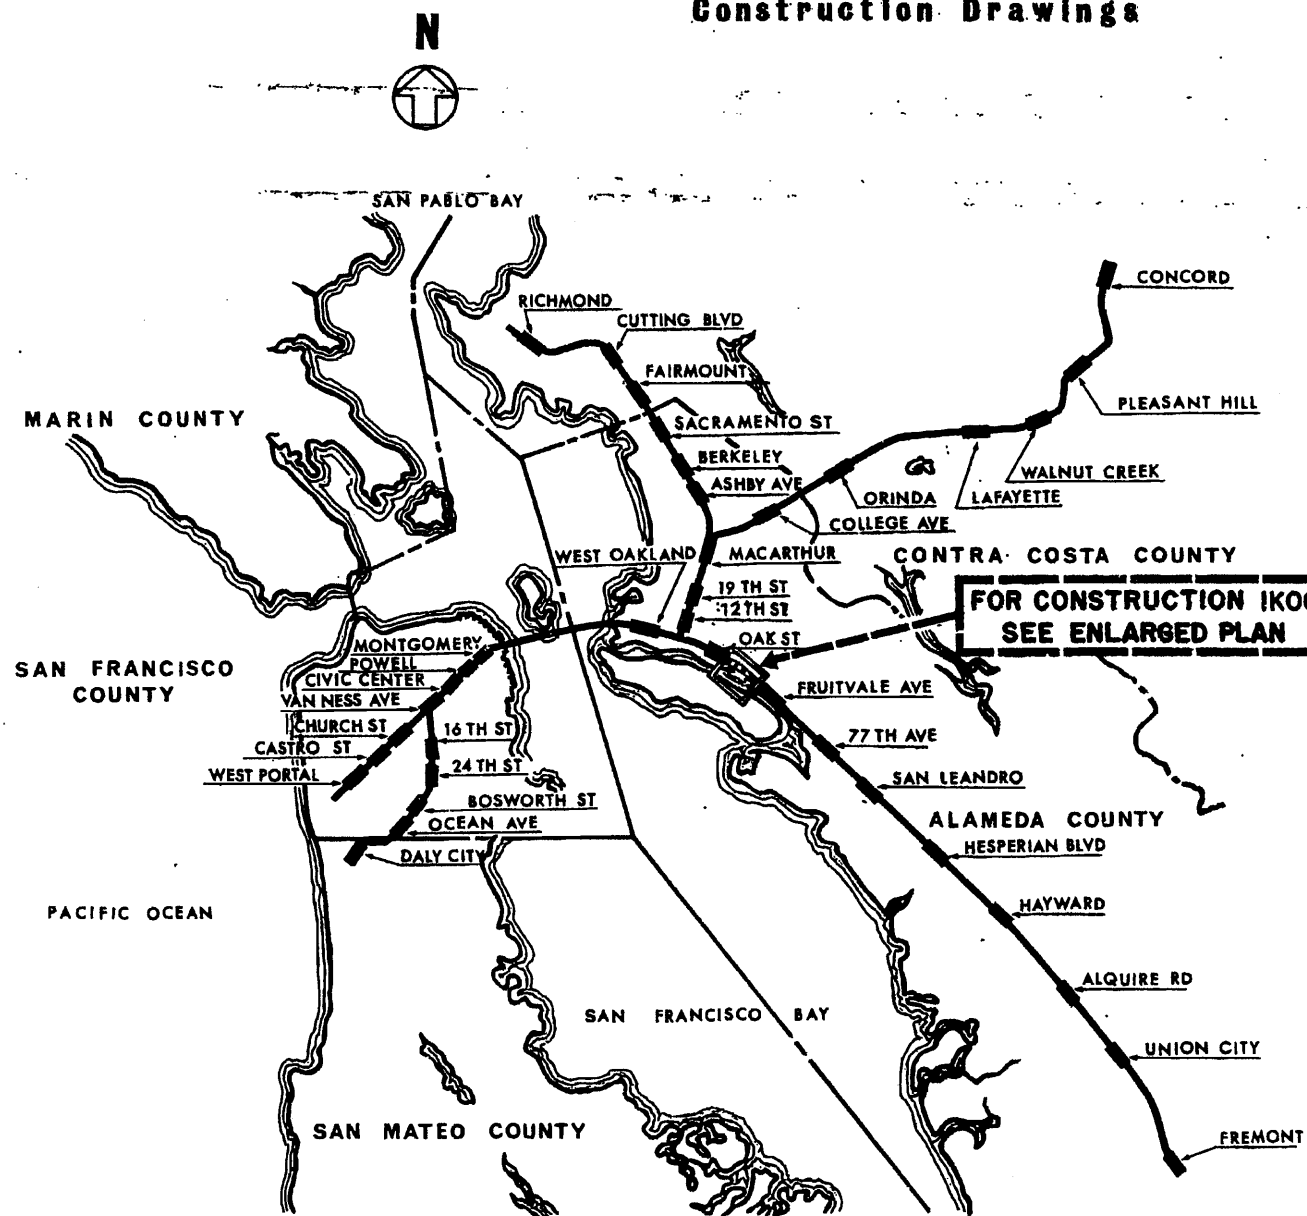 Construction Drawings
N
SAN PABLO BAY
CONCORD
RICHMOND
CUTTING BLVD
FAIRMOUNT
PLEASANT HILL
MARIN COUNTY
SACRAMENTO ST
BERKELEY
WALNUT CREEK
ASHBY AVE
ORINDA
LAFAYETTE
COLLEGE AVE
WEST OAKLAND
MACARTHUR
CONTRA COSTA COUNTY
19 TH ST
12 TH ST
FOR CONSTRUCTION IKO
SEE ENLARGED PLAN
OAK ST
MONTGOMERY
POWELL
SAN FRANCISCO
COUNTY
CIVIC CENTER
VAN NESS AVE
FRUITVALE AVE
CHURCH ST
16 TH ST
77 TH AVE
CASTRO ST
24 TH ST
WEST PORTAL
SAN LEANDRO
BOSWORTH ST
OCEAN AVE
ALAMEDA COUNTY
HESPERIAN BLVD
DALY CITY
PACIFIC OCEAN
HAYWARD
ALQUIRE RD
SAN FRANCISCO BAY
UNION CITY
SAN MATEO COUNTY
FREMONT